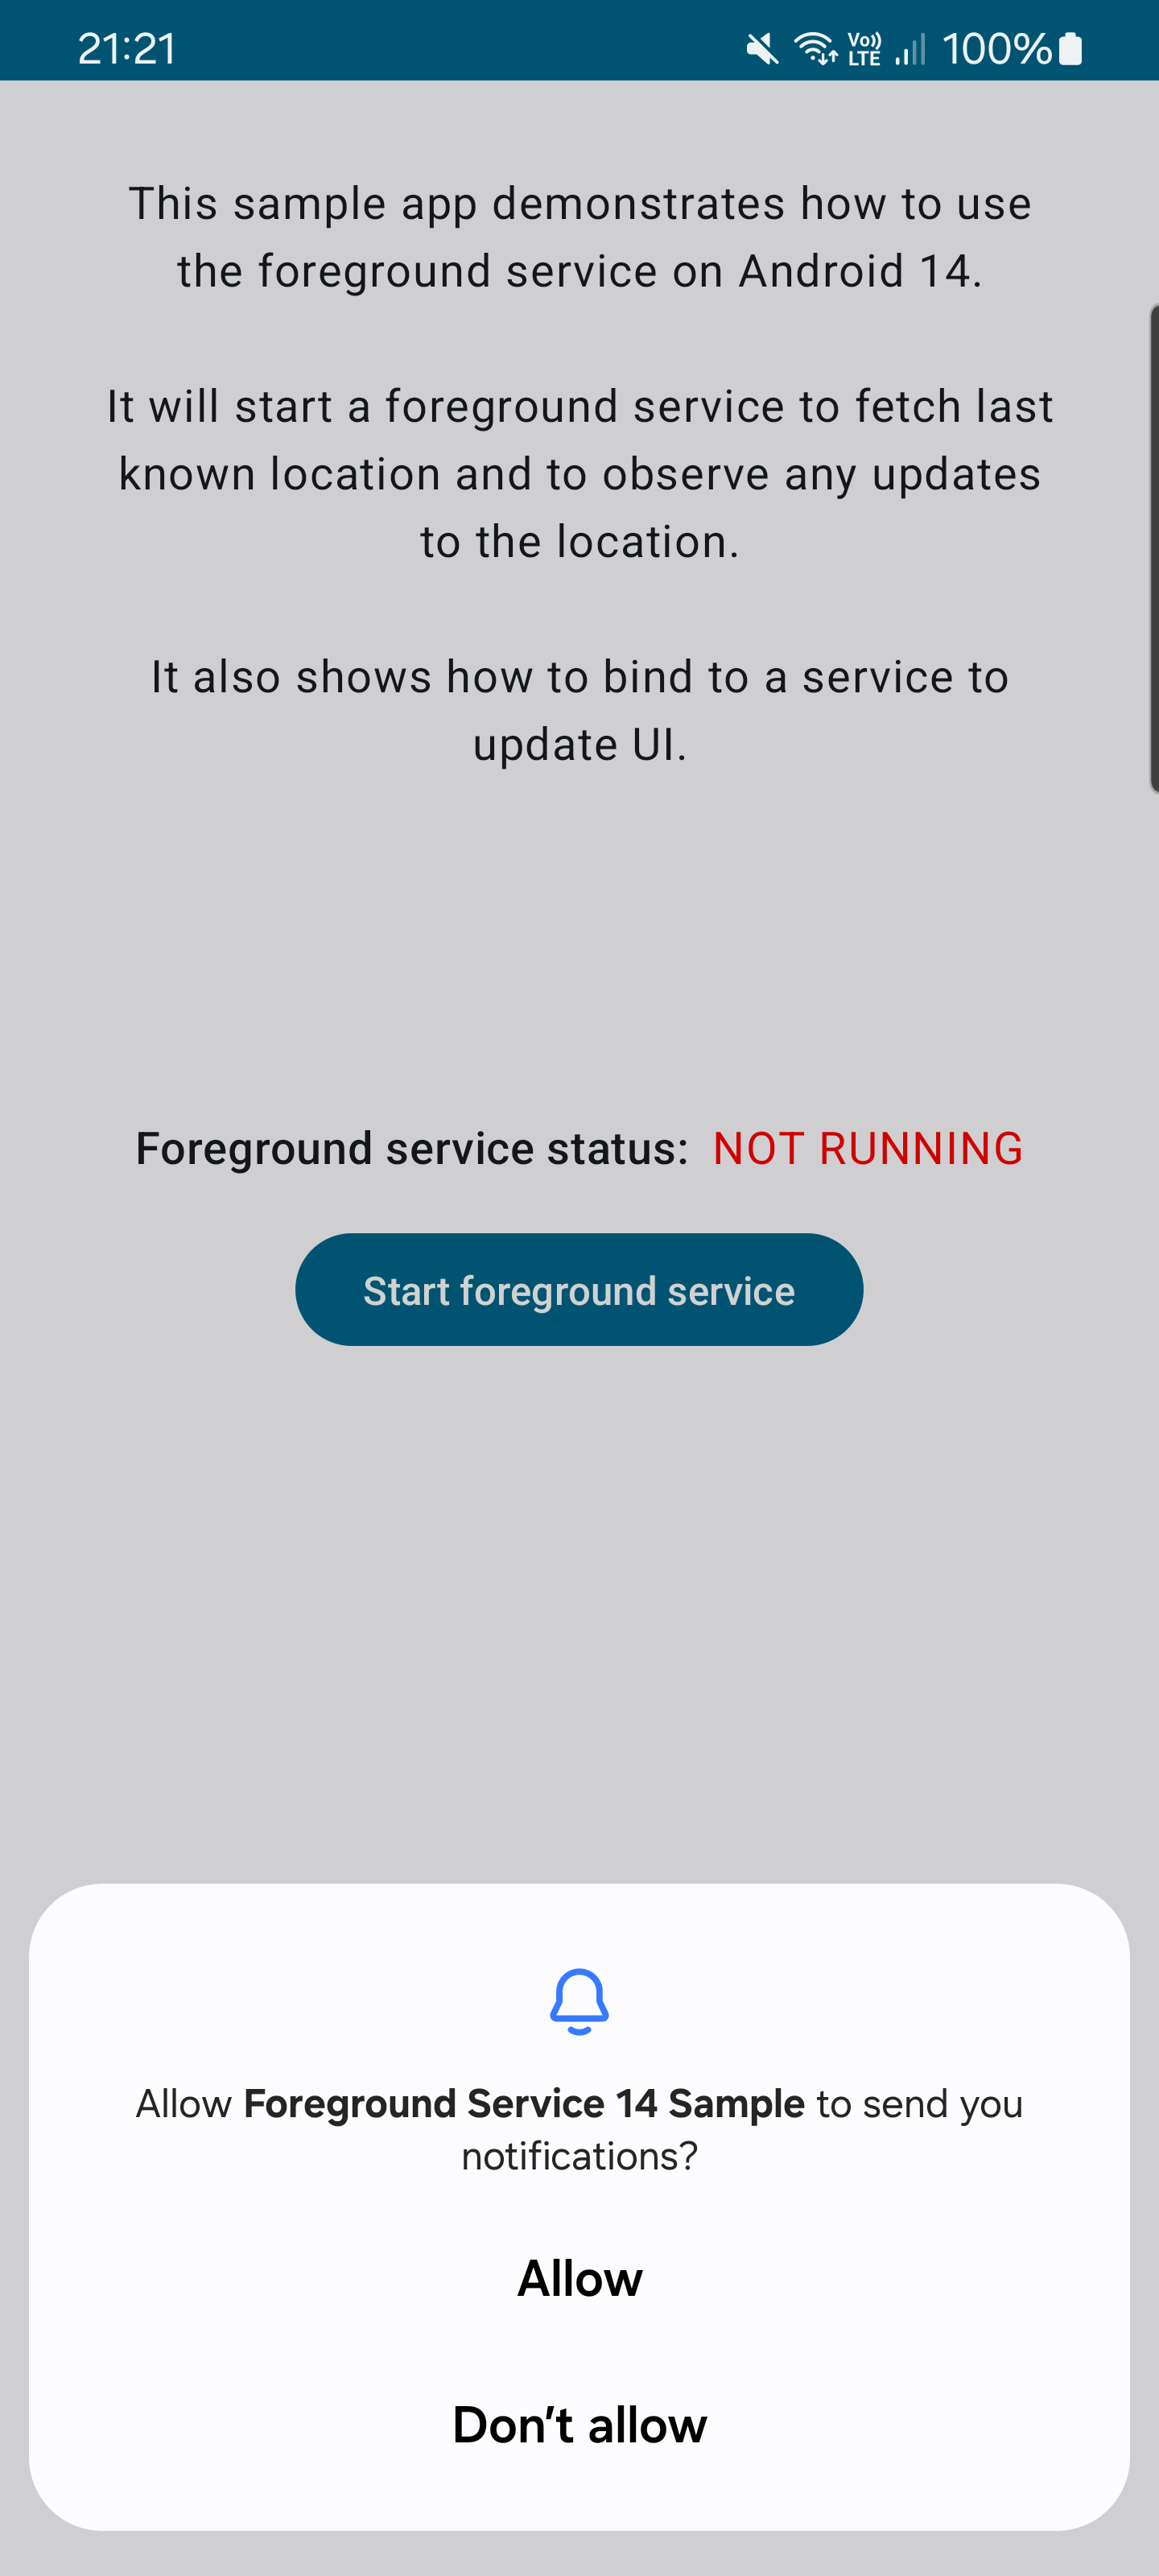 21:21
Vo)) LTE
100%
This sample app demonstrates how to use
the foreground service on Android 14.
It will start a foreground service to fetch last
known location and to observe any updates
to the location.
It also shows how to bind to a service to
update UI.
Foreground service status: NOT RUNNING
Start foreground service
Allow Foreground Service 14 Sample to send you
notifications?
Allow
Don't allow